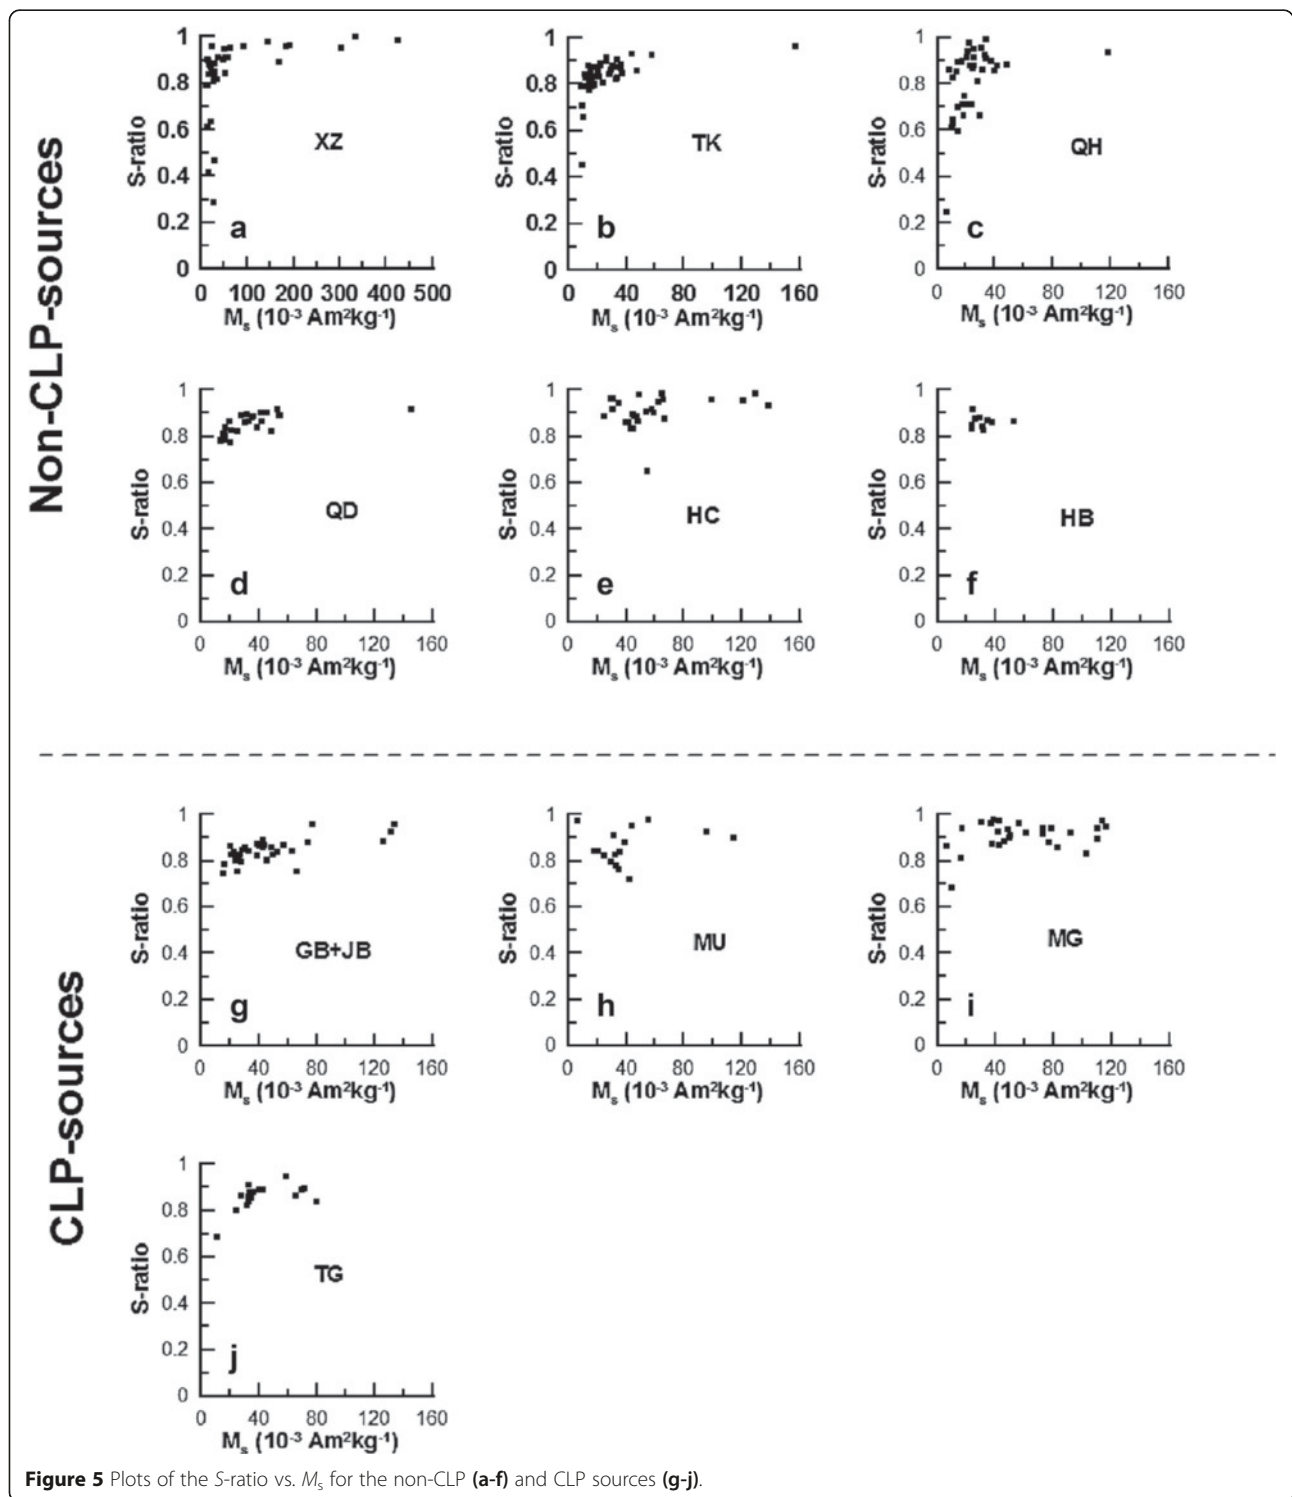 Non-CLP-sources
1
0.8
0.6
0.4
0.2
0
S-ratio
XZ
a
0 100 200 300 400 500
Mₛ (10⁻³ Am²kg⁻¹)
1
0.8
0.6
0.4
0.2
0
S-ratio
TK
b
0 40 80 120 160
Mₛ (10⁻³ Am²kg⁻¹)
1
0.8
0.6
0.4
0.2
0
S-ratio
QH
c
0 40 80 120 160
Mₛ (10⁻³ Am²kg⁻¹)
1
0.8
0.6
0.4
0.2
0
S-ratio
QD
d
0 40 80 120 160
Mₛ (10⁻³ Am²kg⁻¹)
1
0.8
0.6
0.4
0.2
0
S-ratio
HC
e
0 40 80 120 160
Mₛ (10⁻³ Am²kg⁻¹)
1
0.8
0.6
0.4
0.2
0
S-ratio
HB
f
0 40 80 120 160
Mₛ (10⁻³ Am²kg⁻¹)
CLP-sources
1
0.8
0.6
0.4
0.2
0
S-ratio
GB+JB
g
0 40 80 120 160
Mₛ (10⁻³ Am²kg⁻¹)
1
0.8
0.6
0.4
0.2
0
S-ratio
MU
h
0 40 80 120 160
Mₛ (10⁻³ Am²kg⁻¹)
1
0.8
0.6
0.4
0.2
0
S-ratio
MG
i
0 40 80 120 160
Mₛ (10⁻³ Am²kg⁻¹)
1
0.8
0.6
0.4
0.2
0
S-ratio
TG
j
0 40 80 120 160
Mₛ (10⁻³ Am²kg⁻¹)
Figure 5 Plots of the S-ratio vs. Mₛ for the non-CLP (a-f) and CLP sources (g-j).